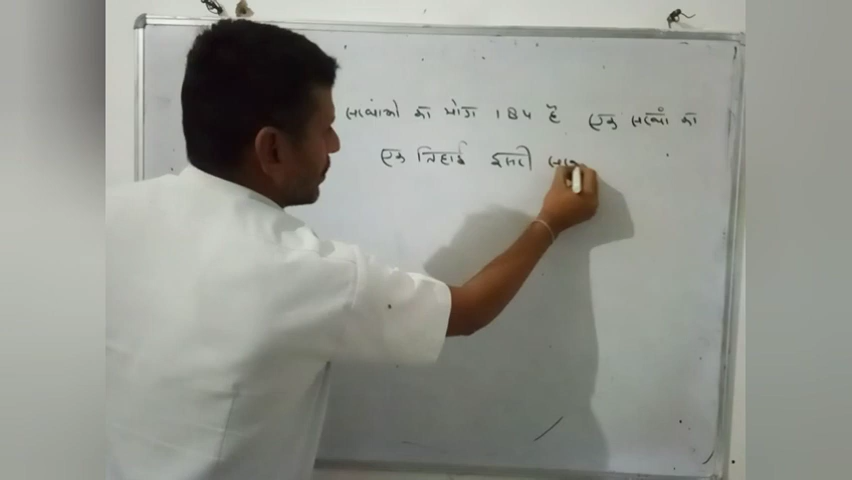 संख्याओ का योग 184 है एक संख्यां का
एक तिहाई दूसरी